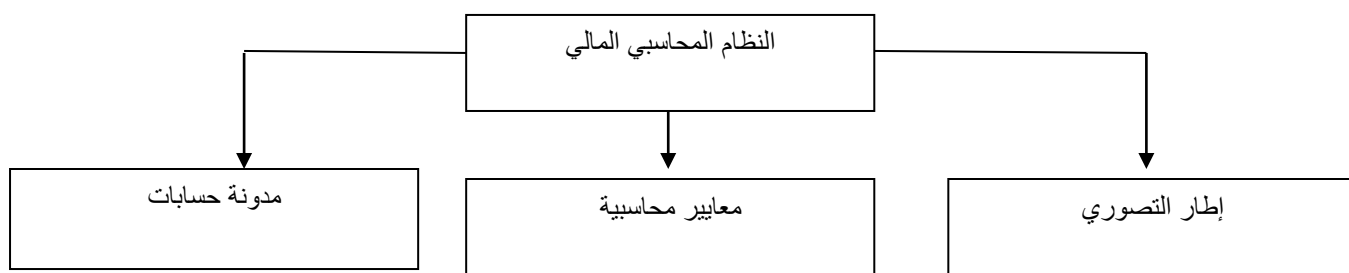 النظام المحاسبي المالي
إطار التصوري
معايير محاسبية
مدونة حسابات